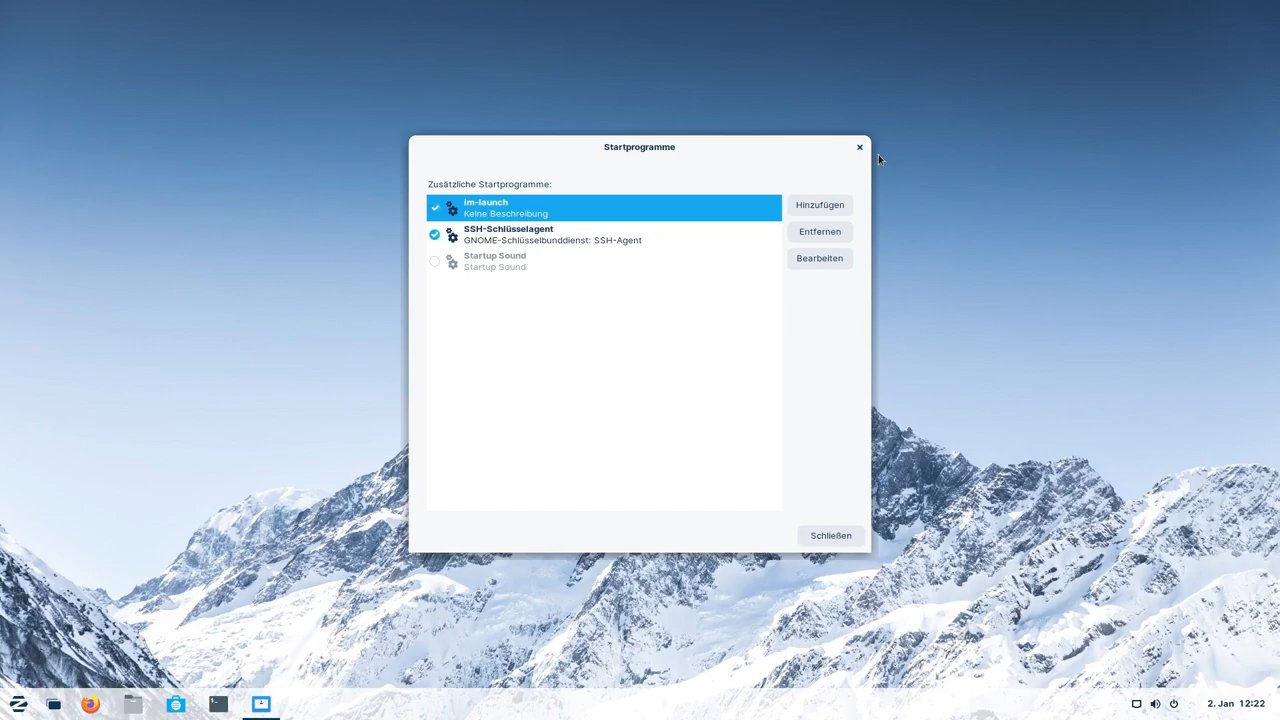 Startprogramme
Zusätzliche Startprogramme:
im-launch
Keine Beschreibung
SSH-Schlüsselagent
GNOME-Schlüsselbunddienst: SSH-Agent
Startup Sound
Startup Sound
Hinzufügen
Entfernen
Bearbeiten
Schließen
2. Jan 12:22